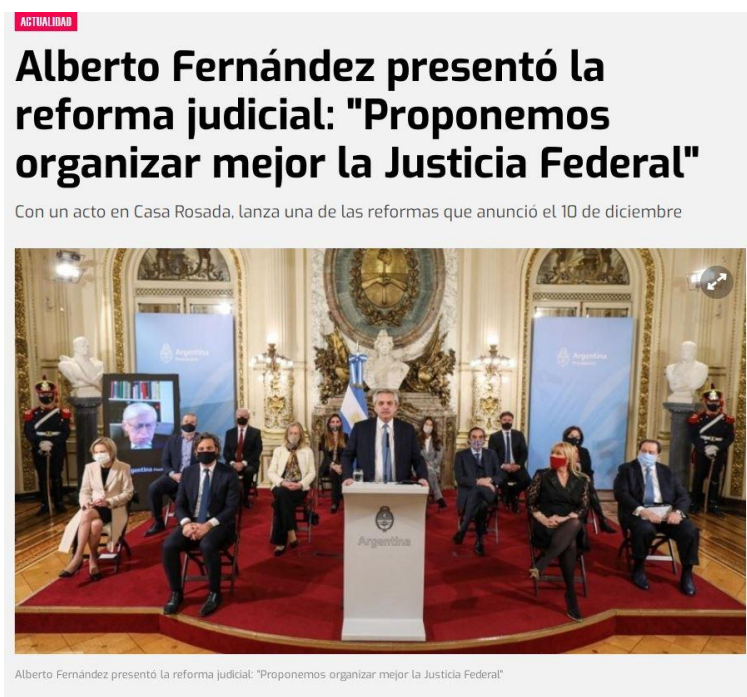 ACTUALIDAD
Alberto Fernández presentó la
reforma judicial: "Proponemos
organizar mejor la Justicia Federal"
Con un acto en Casa Rosada, lanza una de las reformas que anunció el 10 de diciembre
Argentina
Argentina
Argentina
Argentina
Alberto Fernández presentó la reforma judicial: "Proponemos organizar mejor la Justicia Federal"